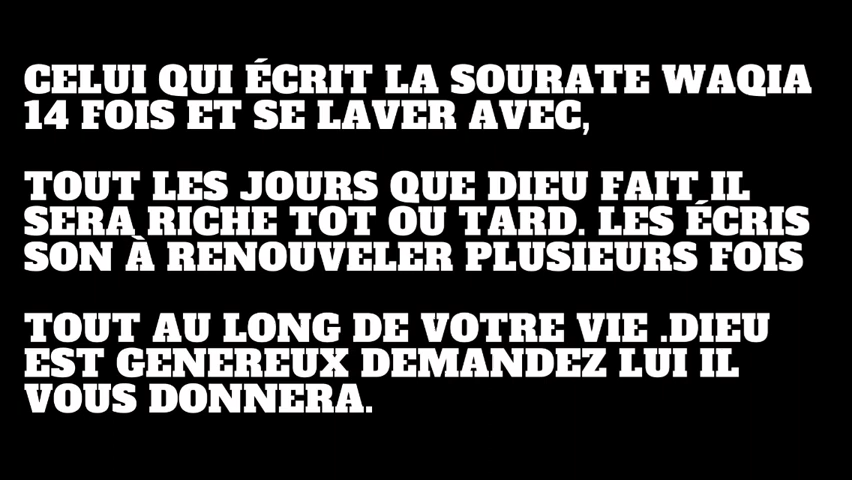 CELUI QUI ÉCRIT LA SOURATE WAQIA
14 FOIS ET SE LAVER AVEC,
TOUT LES JOURS QUE DIEU FAIT IL
SERA RICHE TOT OU TARD. LES ÉCRIS
SON À RENOUVELER PLUSIEURS FOIS
TOUT AU LONG DE VOTRE VIE .DIEU
EST GENEREUX DEMANDEZ LUI IL
VOUS DONNERA.